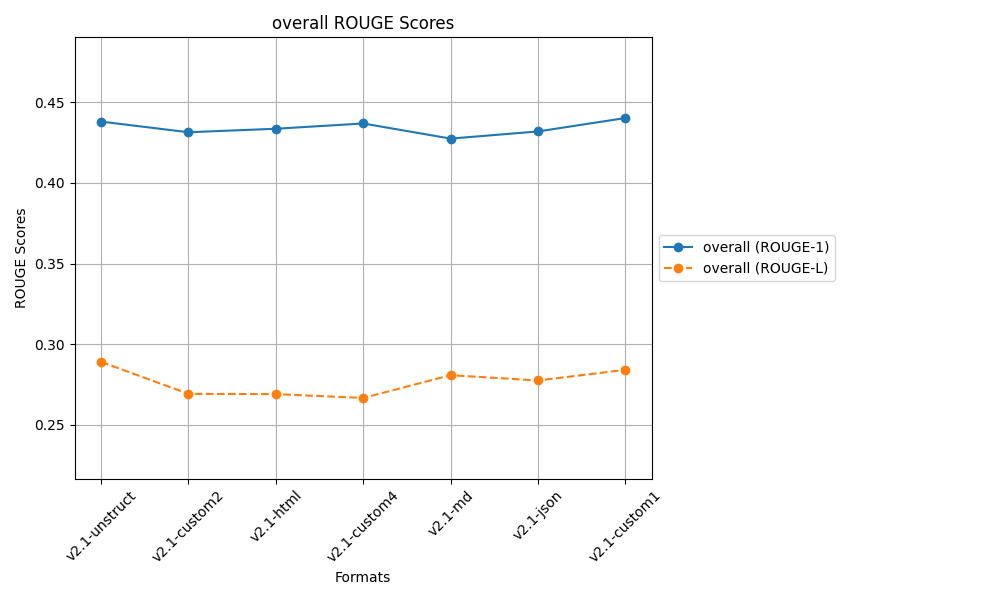 overall ROUGE Scores
ROUGE Scores
0.45
0.40
0.35
0.30
0.25
v2.1-unstruct
v2.1-custom2
v2.1-html
v2.1-custom4
v2.1-md
v2.1-json
v2.1-custom1
Formats
overall (ROUGE-1)
overall (ROUGE-L)